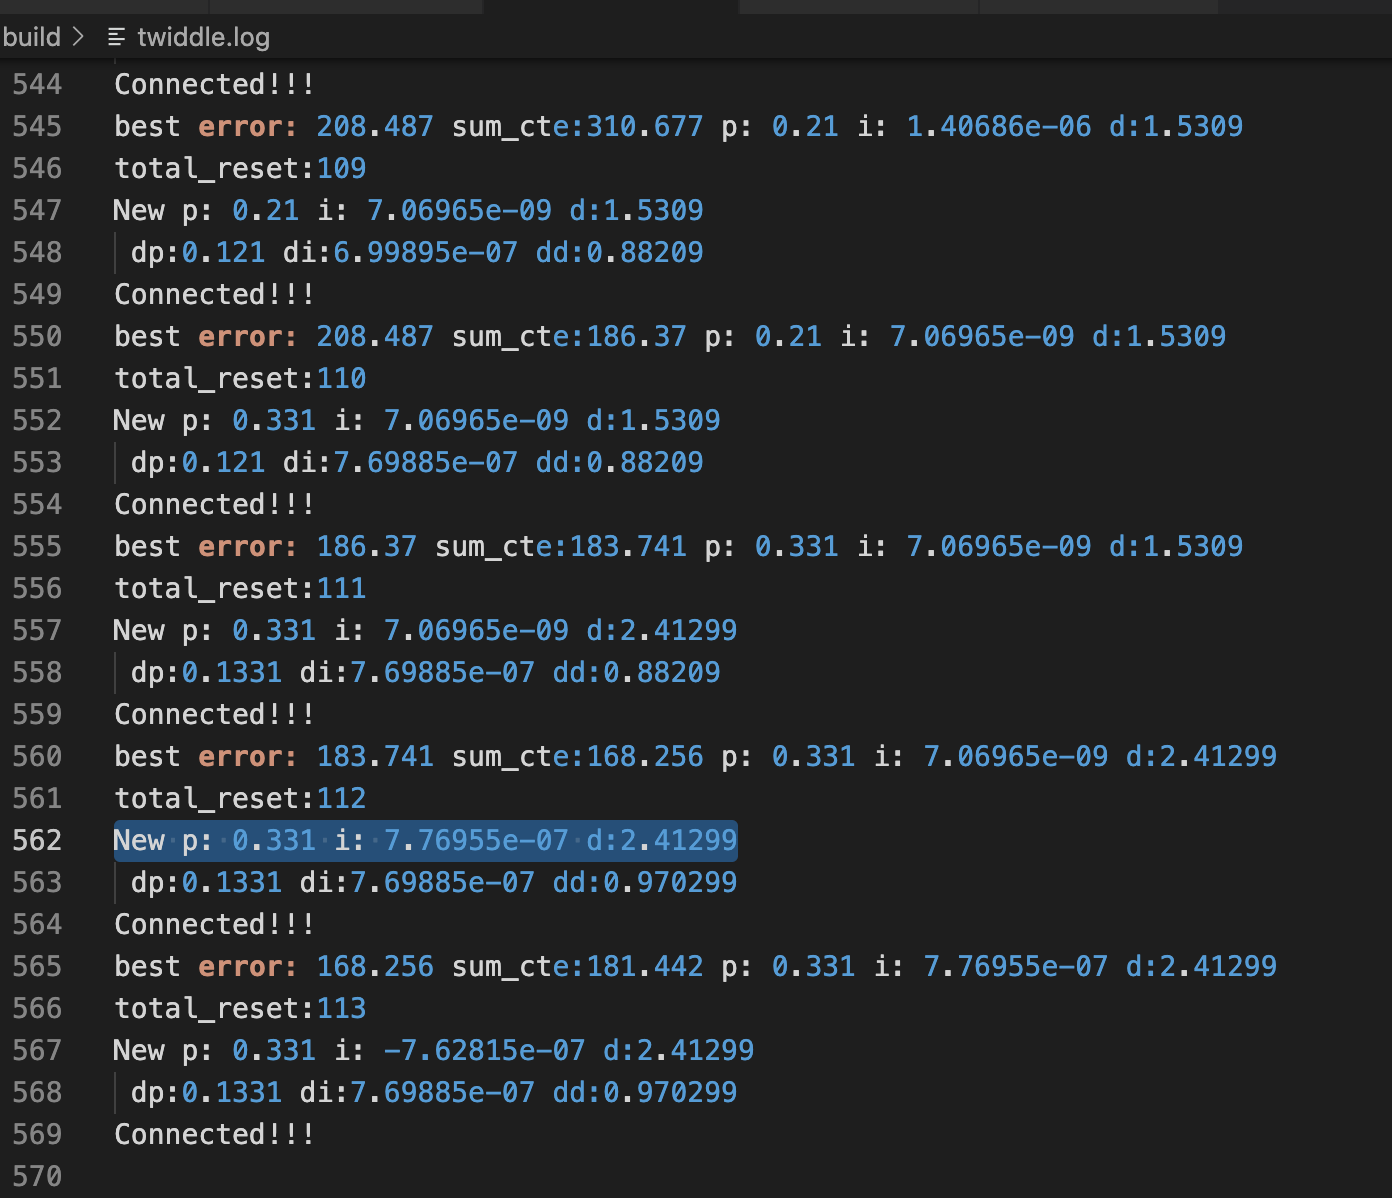 build > twiddle.log
544 Connected!!!
545 best error: 208.487 sum_cte:310.677 p: 0.21 i: 1.40686e-06 d:1.5309
546 total_reset:109
547 New p: 0.21 i: 7.06965e-09 d:1.5309
548 dp:0.121 di:6.99895e-07 dd:0.88209
549 Connected!!!
550 best error: 208.487 sum_cte:186.37 p: 0.21 i: 7.06965e-09 d:1.5309
551 total_reset:110
552 New p: 0.331 i: 7.06965e-09 d:1.5309
553 dp:0.121 di:7.69885e-07 dd:0.88209
554 Connected!!!
555 best error: 186.37 sum_cte:183.741 p: 0.331 i: 7.06965e-09 d:1.5309
556 total_reset:111
557 New p: 0.331 i: 7.06965e-09 d:2.41299
558 dp:0.1331 di:7.69885e-07 dd:0.88209
559 Connected!!!
560 best error: 183.741 sum_cte:168.256 p: 0.331 i: 7.06965e-09 d:2.41299
561 total_reset:112
562 New p: 0.331 i: 7.76955e-07 d:2.41299
563 dp:0.1331 di:7.69885e-07 dd:0.970299
564 Connected!!!
565 best error: 168.256 sum_cte:181.442 p: 0.331 i: 7.76955e-07 d:2.41299
566 total_reset:113
567 New p: 0.331 i: -7.62815e-07 d:2.41299
568 dp:0.1331 di:7.69885e-07 dd:0.970299
569 Connected!!!
570